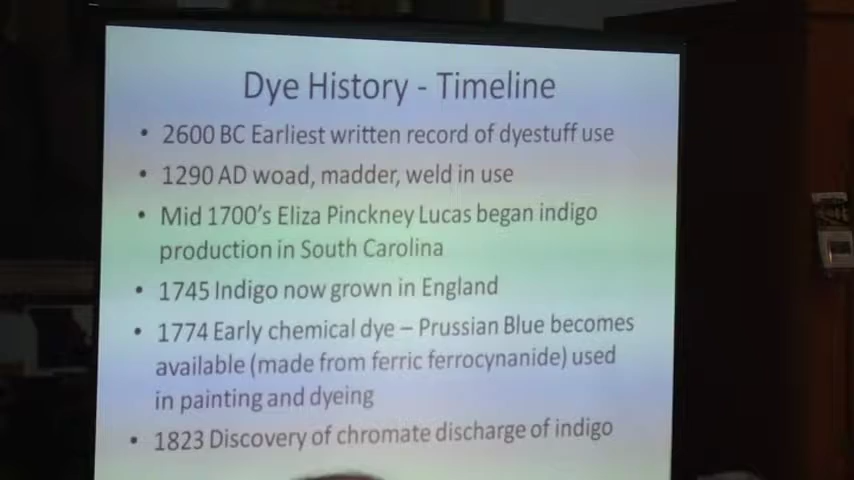 Dye History - Timeline
• 2600 BC Earliest written record of dyestuff use
• 1290 AD woad, madder, weld in use
• Mid 1700's Eliza Pinckney Lucas began indigo
production in South Carolina
• 1745 Indigo now grown in England
• 1774 Early chemical dye – Prussian Blue becomes
available (made from ferric ferrocynanide) used
in painting and dyeing
• 1823 Discovery of chromate discharge of indigo